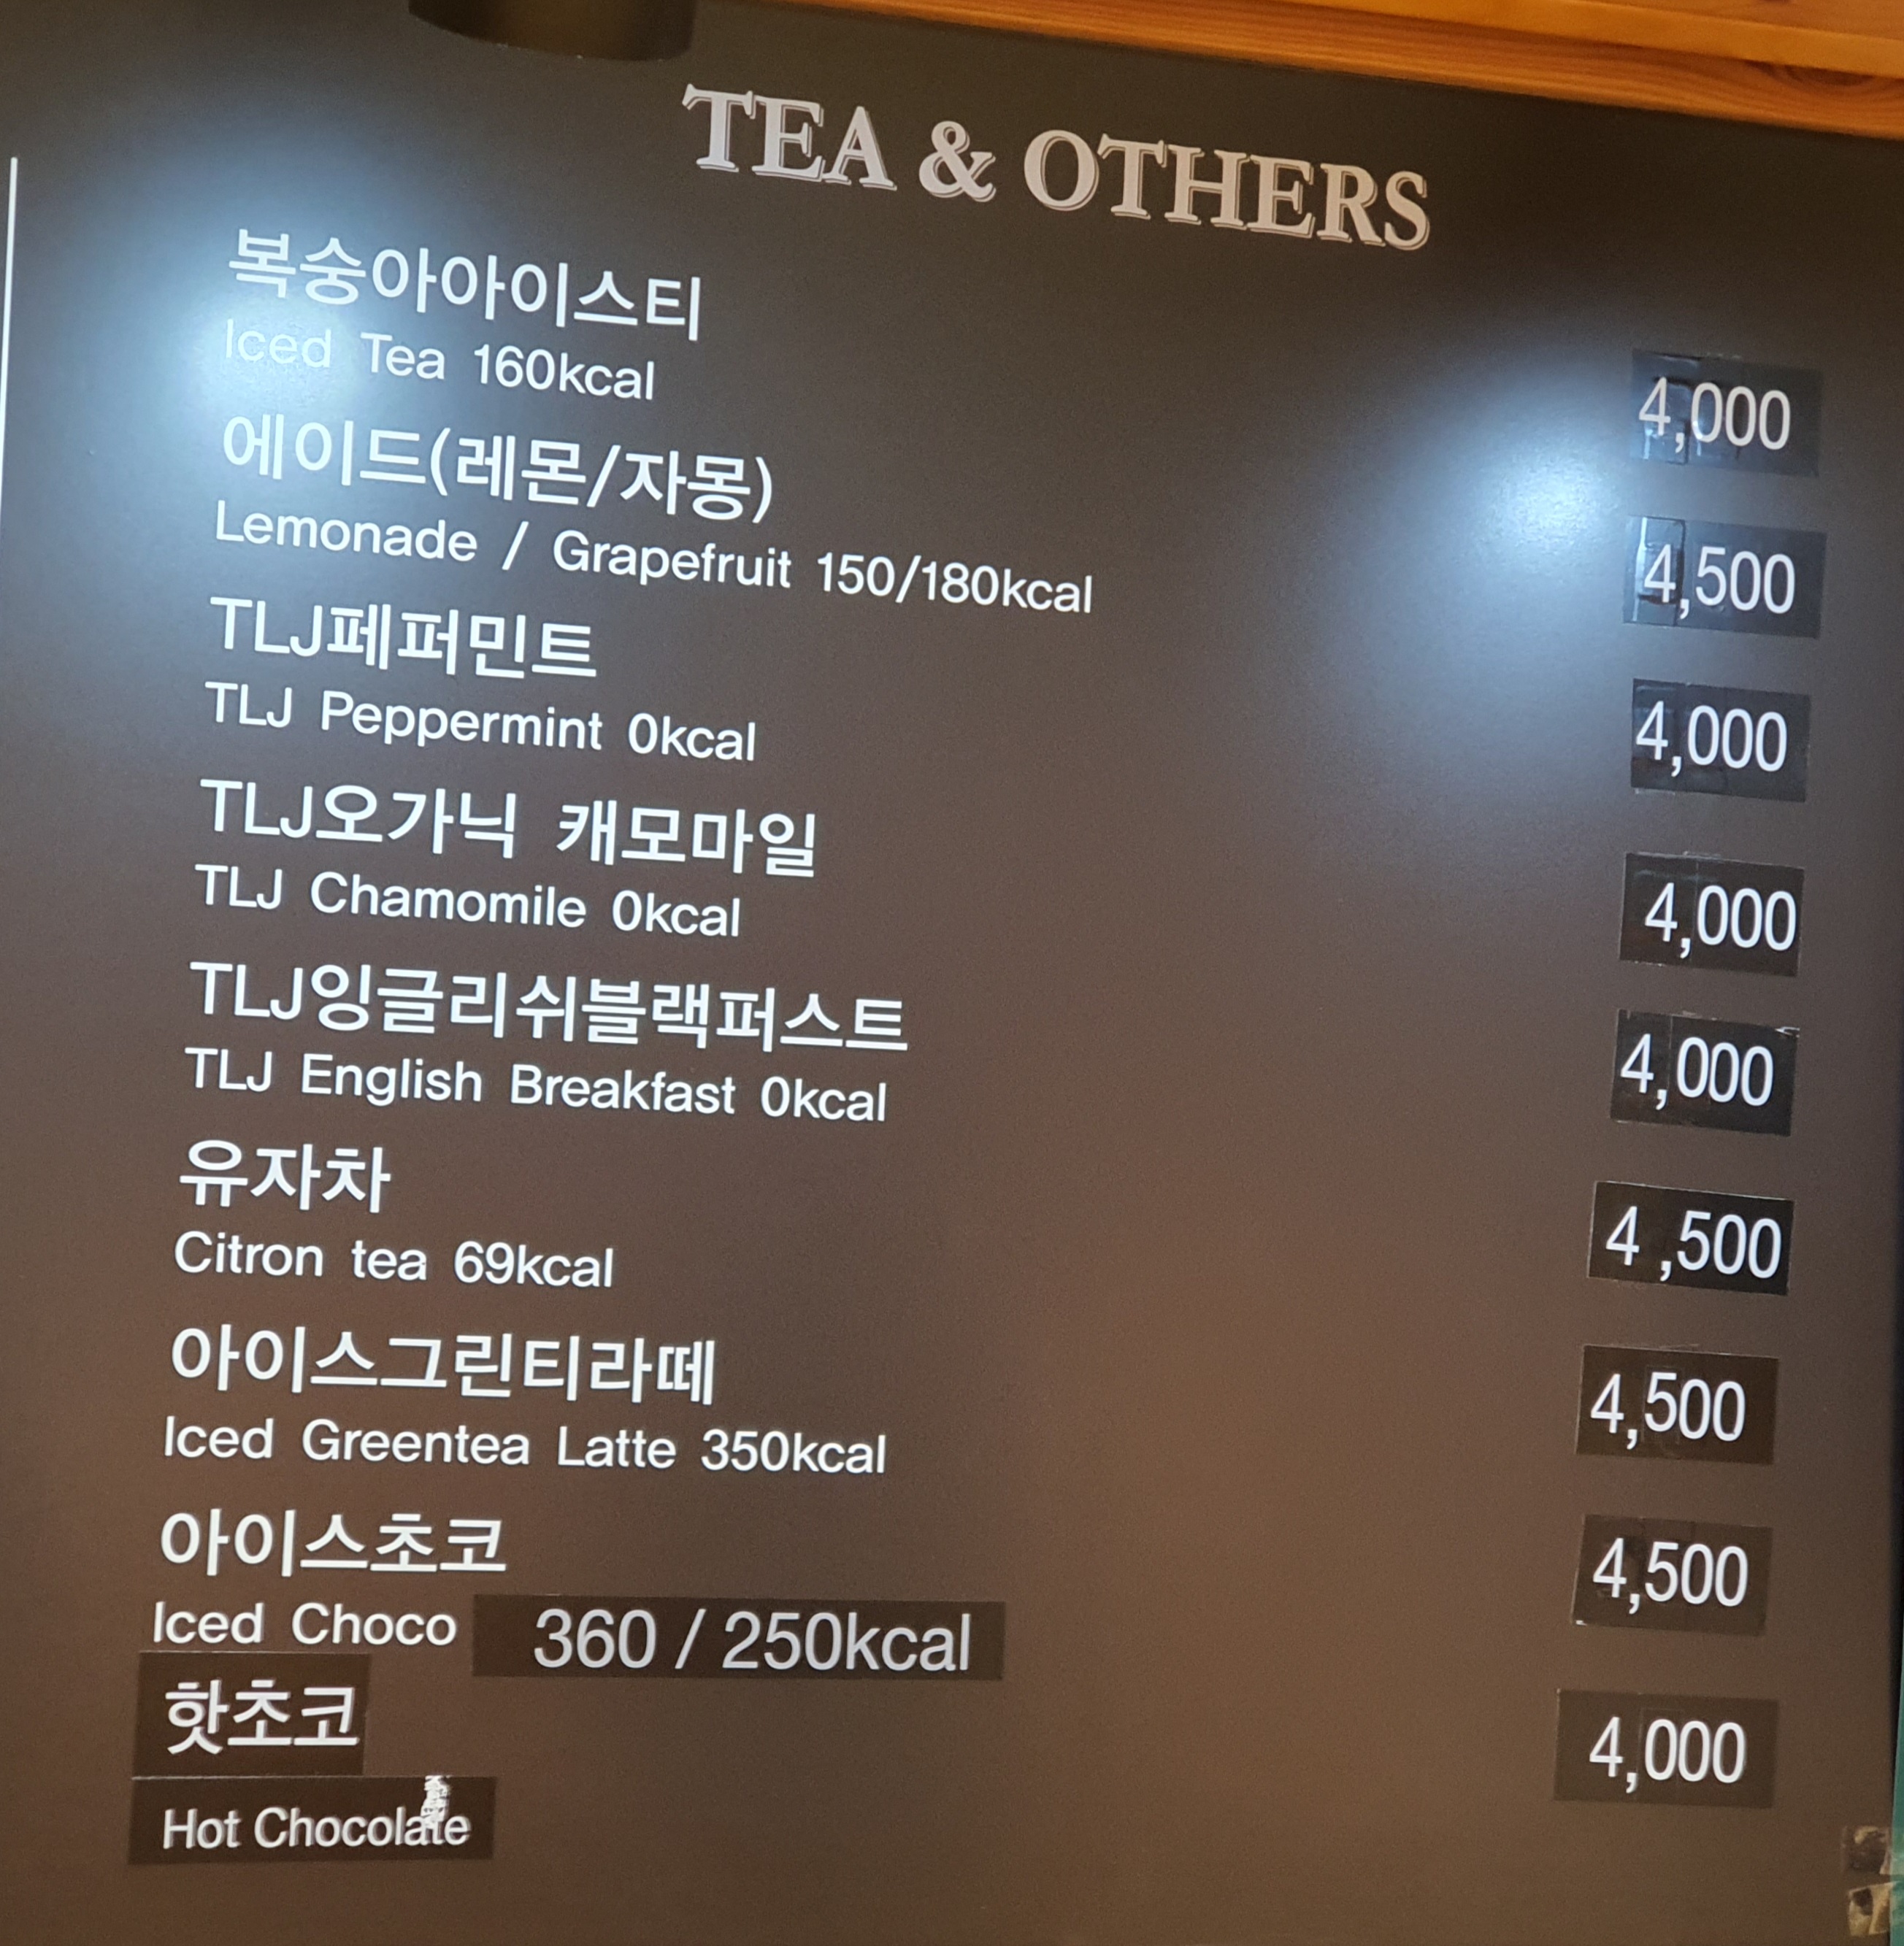 TEA & OTHERS
복숭아아이스티
Iced Tea 160kcal
4,000
에이드(레몬/자몽)
Lemonade / Grapefruit 150/180kcal
4,500
TLJ페퍼민트
TLJ Peppermint 0kcal
4,000
TLJ오가닉 캐모마일
TLJ Chamomile 0kcal
4,000
TLJ잉글리쉬블랙퍼스트
TLJ English Breakfast 0kcal
4,000
유자차
Citron tea 69kcal
4 ,500
아이스그린티라떼
Iced Greentea Latte 350kcal
4,500
아이스초코
Iced Choco 360 / 250kcal
4,500
핫초코
Hot Chocolate
4,000